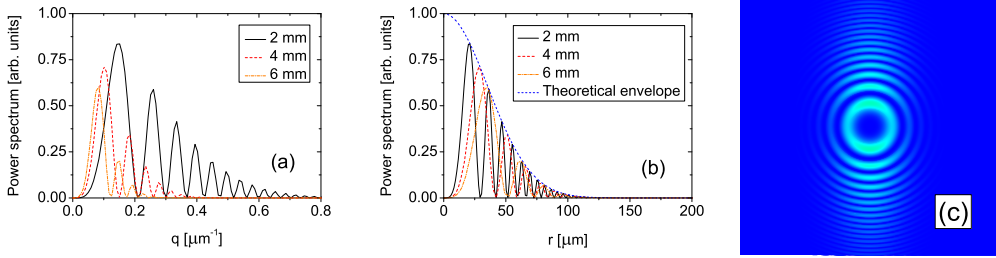 Power spectrum [arb. units]
1.00
0.75
0.50
0.25
0.00
2 mm
4 mm
6 mm
(a)
0.0 0.2 0.4 0.6 0.8
q [μm⁻¹]
Power spectrum [arb. units]
1.00
0.75
0.50
0.25
0.00
2 mm
4 mm
6 mm
Theoretical envelope
(b)
0 50 100 150 200
r [μm]
(c)